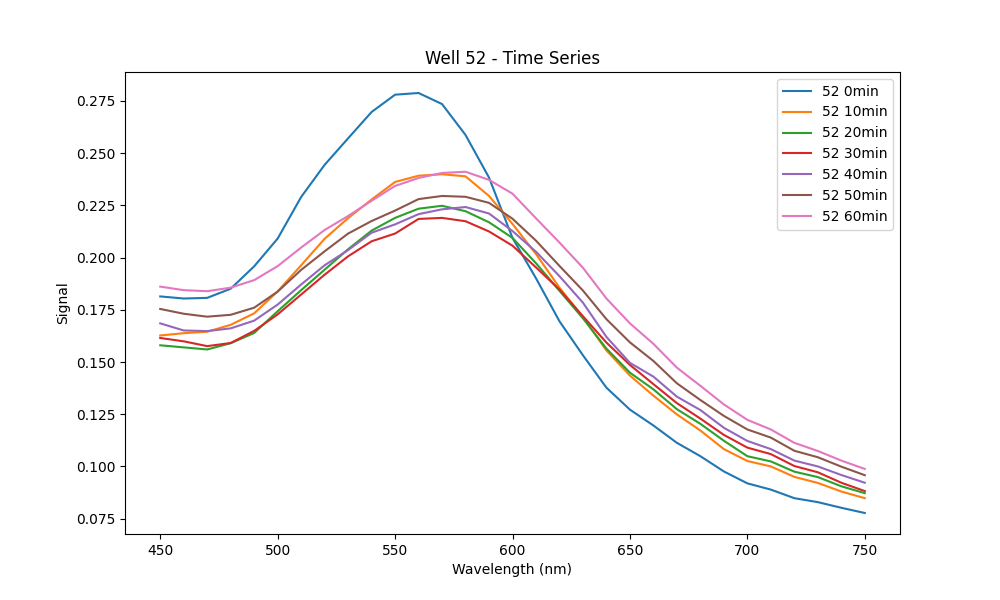 Well 52 - Time Series
52 0min
52 10min
52 20min
52 30min
52 40min
52 50min
52 60min
0.275
0.250
0.225
0.200
0.175
0.150
0.125
0.100
0.075
Signal
450 500 550 600 650 700 750
Wavelength (nm)